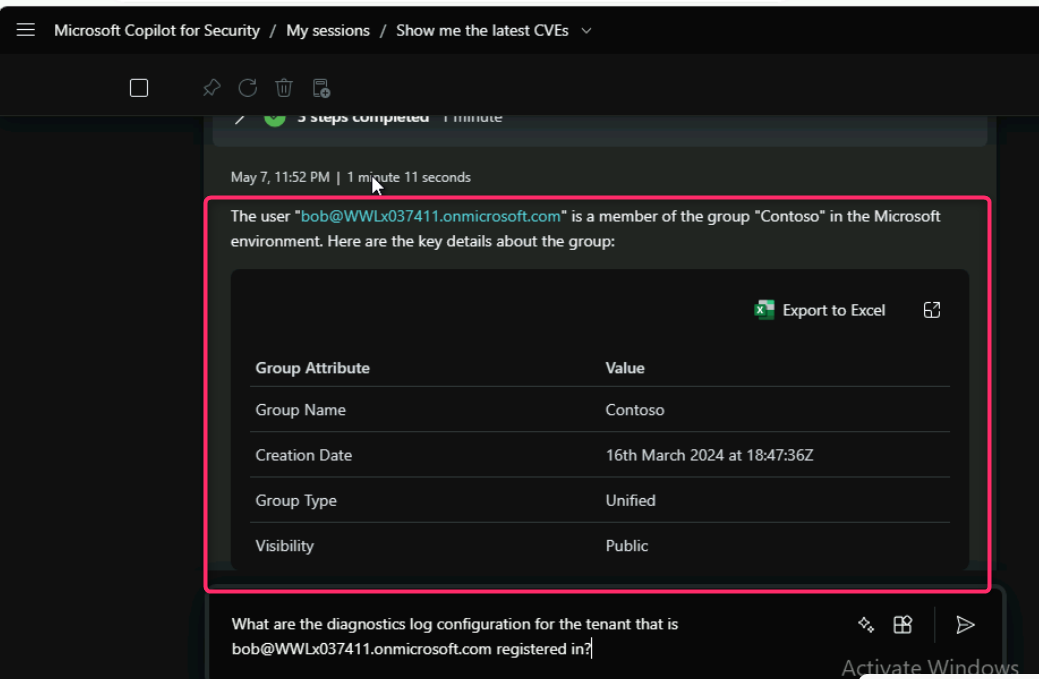 Microsoft Copilot for Security / My sessions / Show me the latest CVEs
3 steps completed 1 minute
May 7, 11:52 PM | 1 minute 11 seconds
The user "bob@WWLx037411.onmicrosoft.com" is a member of the group "Contoso" in the Microsoft
environment. Here are the key details about the group:
Export to Excel
Group Attribute Value
Group Name Contoso
Creation Date 16th March 2024 at 18:47:36Z
Group Type Unified
Visibility Public
What are the diagnostics log configuration for the tenant that is
bob@WWLx037411.onmicrosoft.com registered in?
Activate Windows